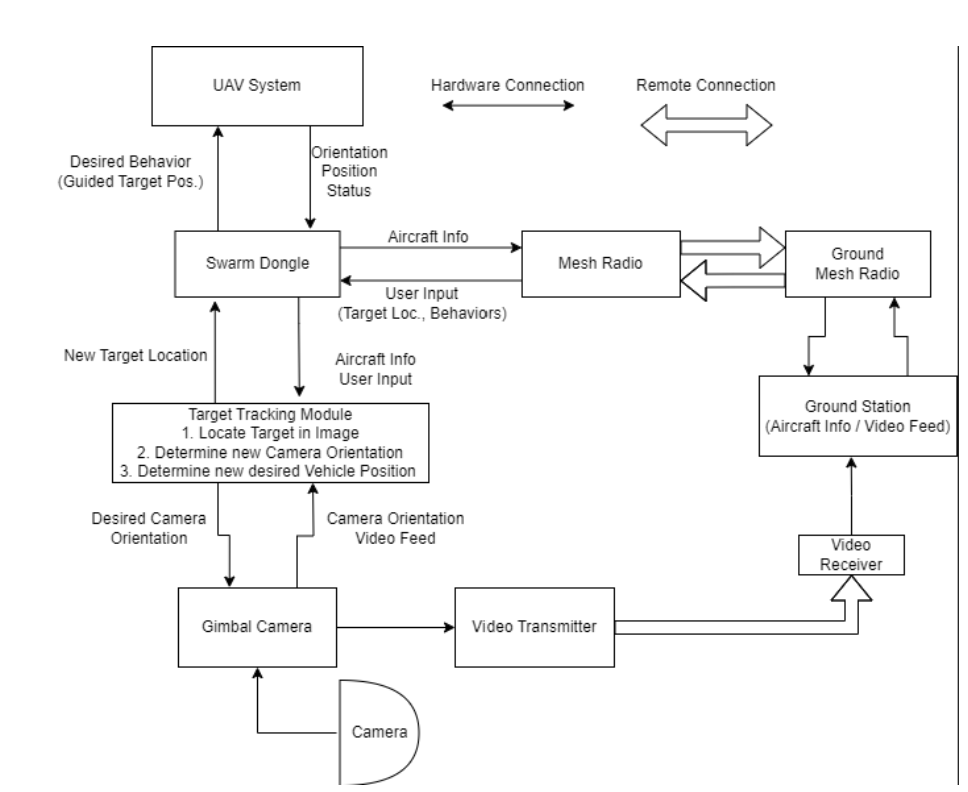 UAV System
Hardware Connection
Remote Connection
Desired Behavior
(Guided Target Pos.)
Orientation
Position
Status
Swarm Dongle
Aircraft Info
User Input
(Target Loc., Behaviors)
Mesh Radio
Ground
Mesh Radio
New Target Location
Aircraft Info
User Input
Ground Station
(Aircraft Info / Video Feed)
Target Tracking Module
1. Locate Target in Image
2. Determine new Camera Orientation
3. Determine new desired Vehicle Position
Desired Camera
Orientation
Camera Orientation
Video Feed
Video
Receiver
Gimbal Camera
Video Transmitter
Camera